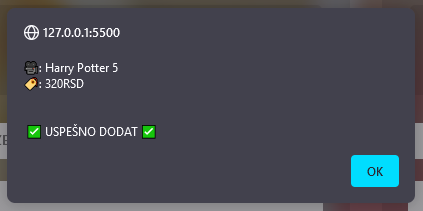 127.0.0.1:5500
🎥: Harry Potter 5
🏷️: 320RSD
✅ USPEŠNO DODAT ✅
OK